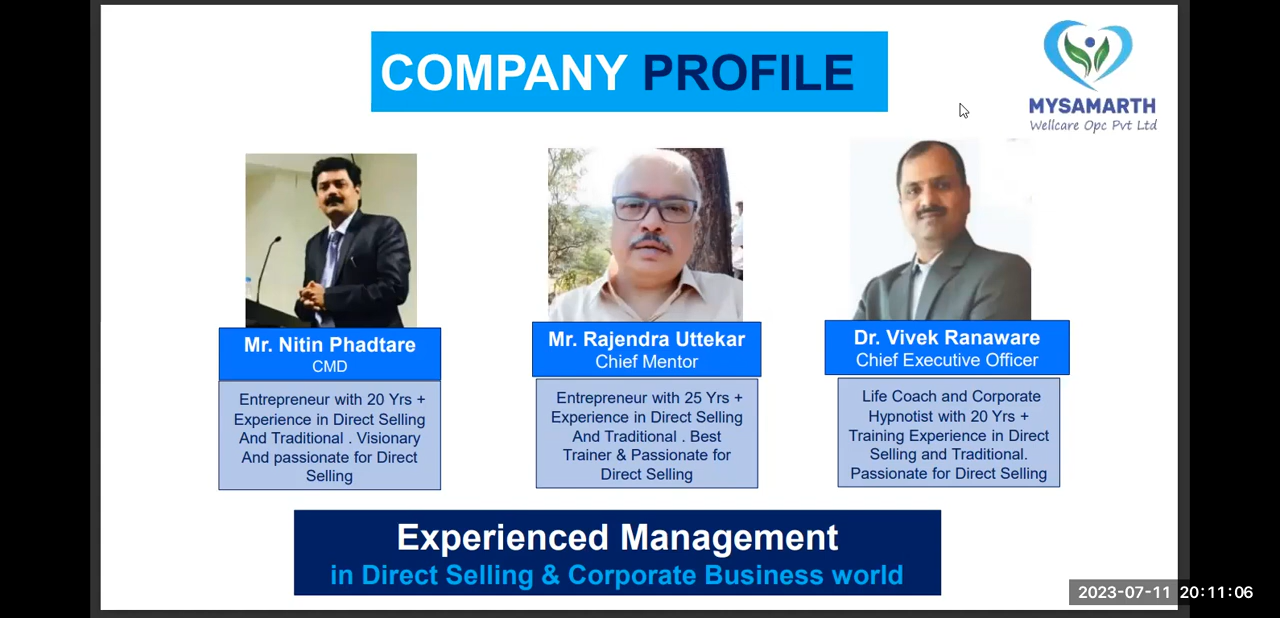 COMPANY PROFILE
MYSAMARTH
Wellcare Opc Pvt Ltd
Mr. Nitin Phadtare
CMD
Entrepreneur with 20 Yrs +
Experience in Direct Selling
And Traditional . Visionary
And passionate for Direct
Selling
Mr. Rajendra Uttekar
Chief Mentor
Entrepreneur with 25 Yrs +
Experience in Direct Selling
And Traditional . Best
Trainer & Passionate for
Direct Selling
Dr. Vivek Ranaware
Chief Executive Officer
Life Coach and Corporate
Hypnotist with 20 Yrs +
Training Experience in Direct
Selling and Traditional.
Passionate for Direct Selling
Experienced Management
in Direct Selling & Corporate Business world
2023-07-11 20:11:06